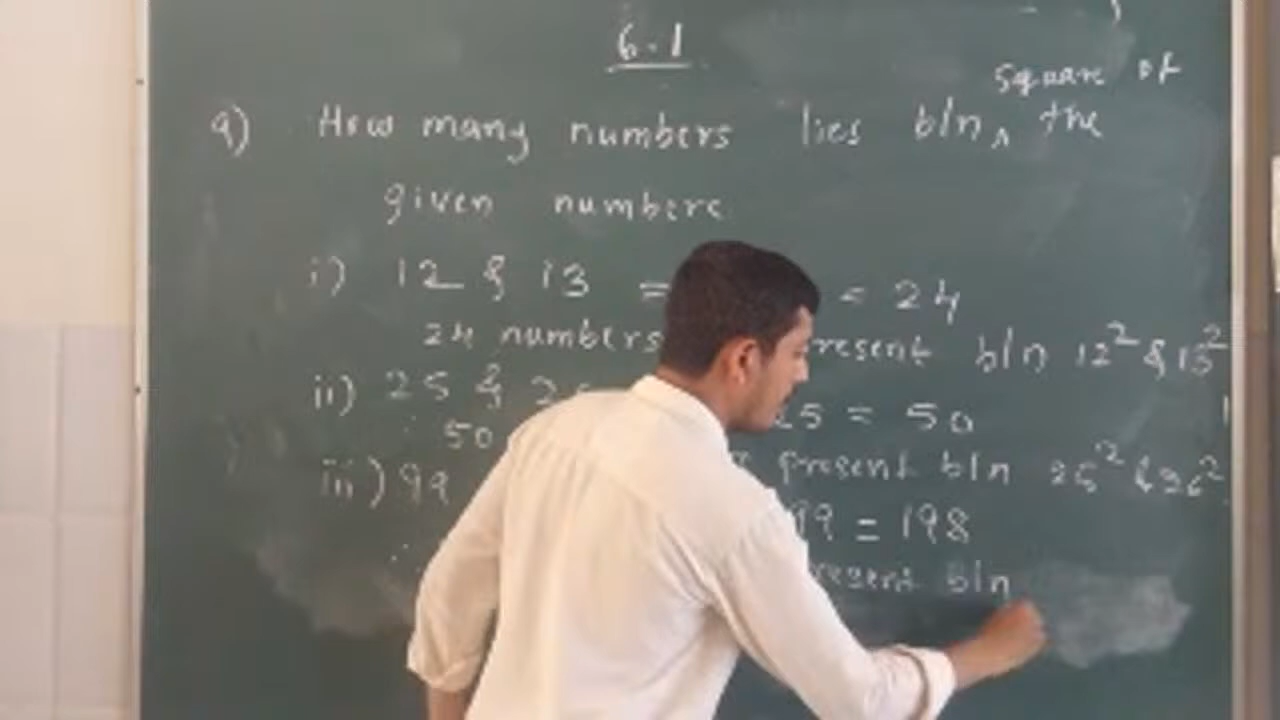 6.1
square of
9) How many numbers lies b/n ^ the
given numbers
i) 12 & 13 = = 24
24 numbers present b/n 12² & 13²
ii) 25 & 25 = 50
50 present b/n 25² & 26²
iii) 99 99 = 198
present b/n